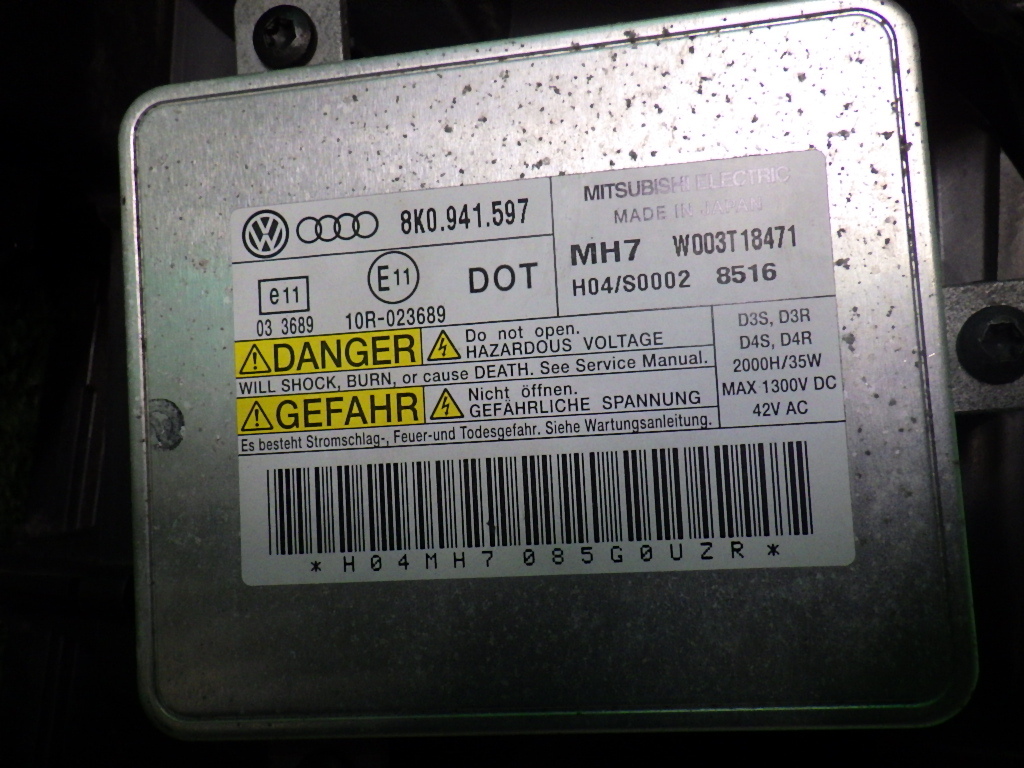 8K0.941.597
MITSUBISHI ELECTRIC
MADE IN JAPAN
MH7 W003T18471
H04/S0002 8516
e11
03 3689
E11
10R-023689
DOT
DANGER
Do not open.
HAZARDOUS VOLTAGE
WILL SHOCK, BURN, or cause DEATH. See Service Manual.
GEFAHR
Nicht öffnen.
GEFÄHRLICHE SPANNUNG
Es besteht Stromschlag-, Feuer-und Todesgefahr. Siehe Wartungsanleitung.
D3S, D3R
D4S, D4R
2000H/35W
MAX 1300V DC
42V AC
*H04MH7085G0UZR*